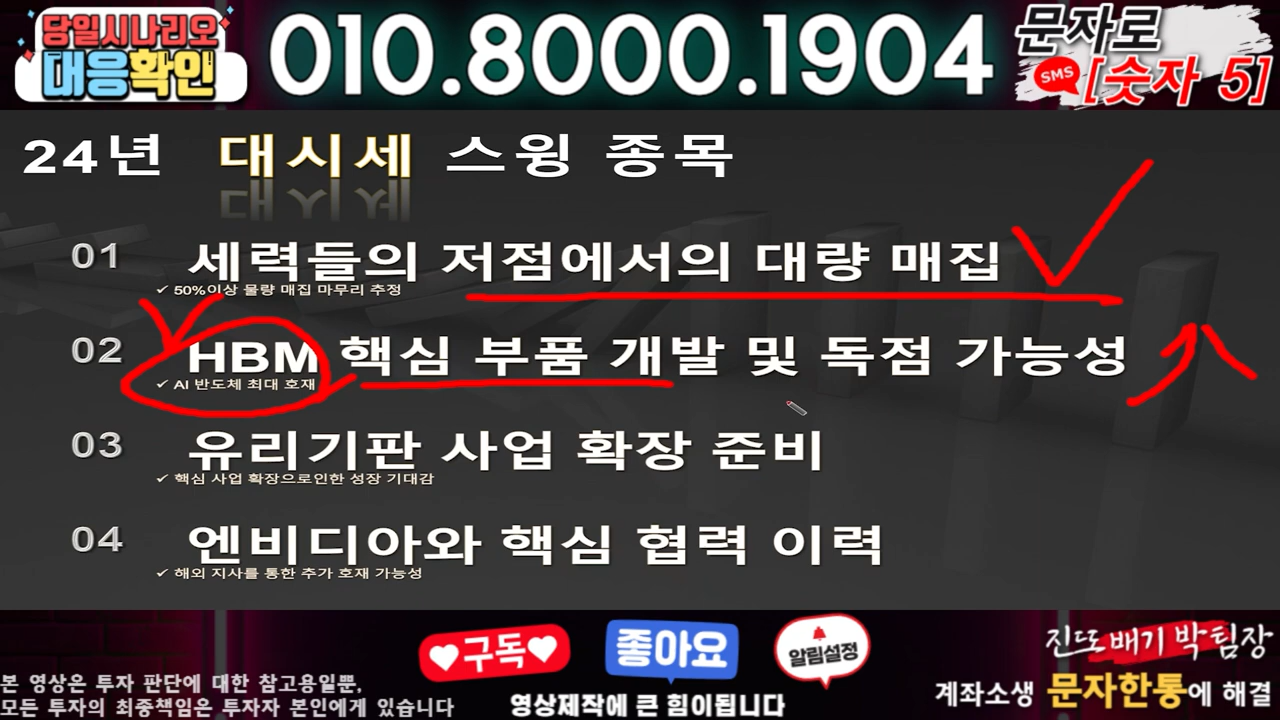 당일시나리오
대응확인
010.8000.1904
문자로
SMS [숫자 5]
24년 대시세 스윙 종목
01 세력들의 저점에서의 대량 매집
✓ 50%이상 물량 매집 마무리 추정
02 HBM 핵심 부품 개발 및 독점 가능성
✓ AI 반도체 최대 호재
03 유리기판 사업 확장 준비
✓ 핵심 사업 확장으로인한 성장 기대감
04 엔비디아와 핵심 협력 이력
✓ 해외 지사를 통한 추가 호재 가능성
구독
좋아요
알림설정
영상제작에 큰 힘이됩니다
본 영상은 투자 판단에 대한 참고용일뿐,
모든 투자의 최종책임은 투자자 본인에게 있습니다
진또배기 박팀장
계좌소생 문자한통에 해결